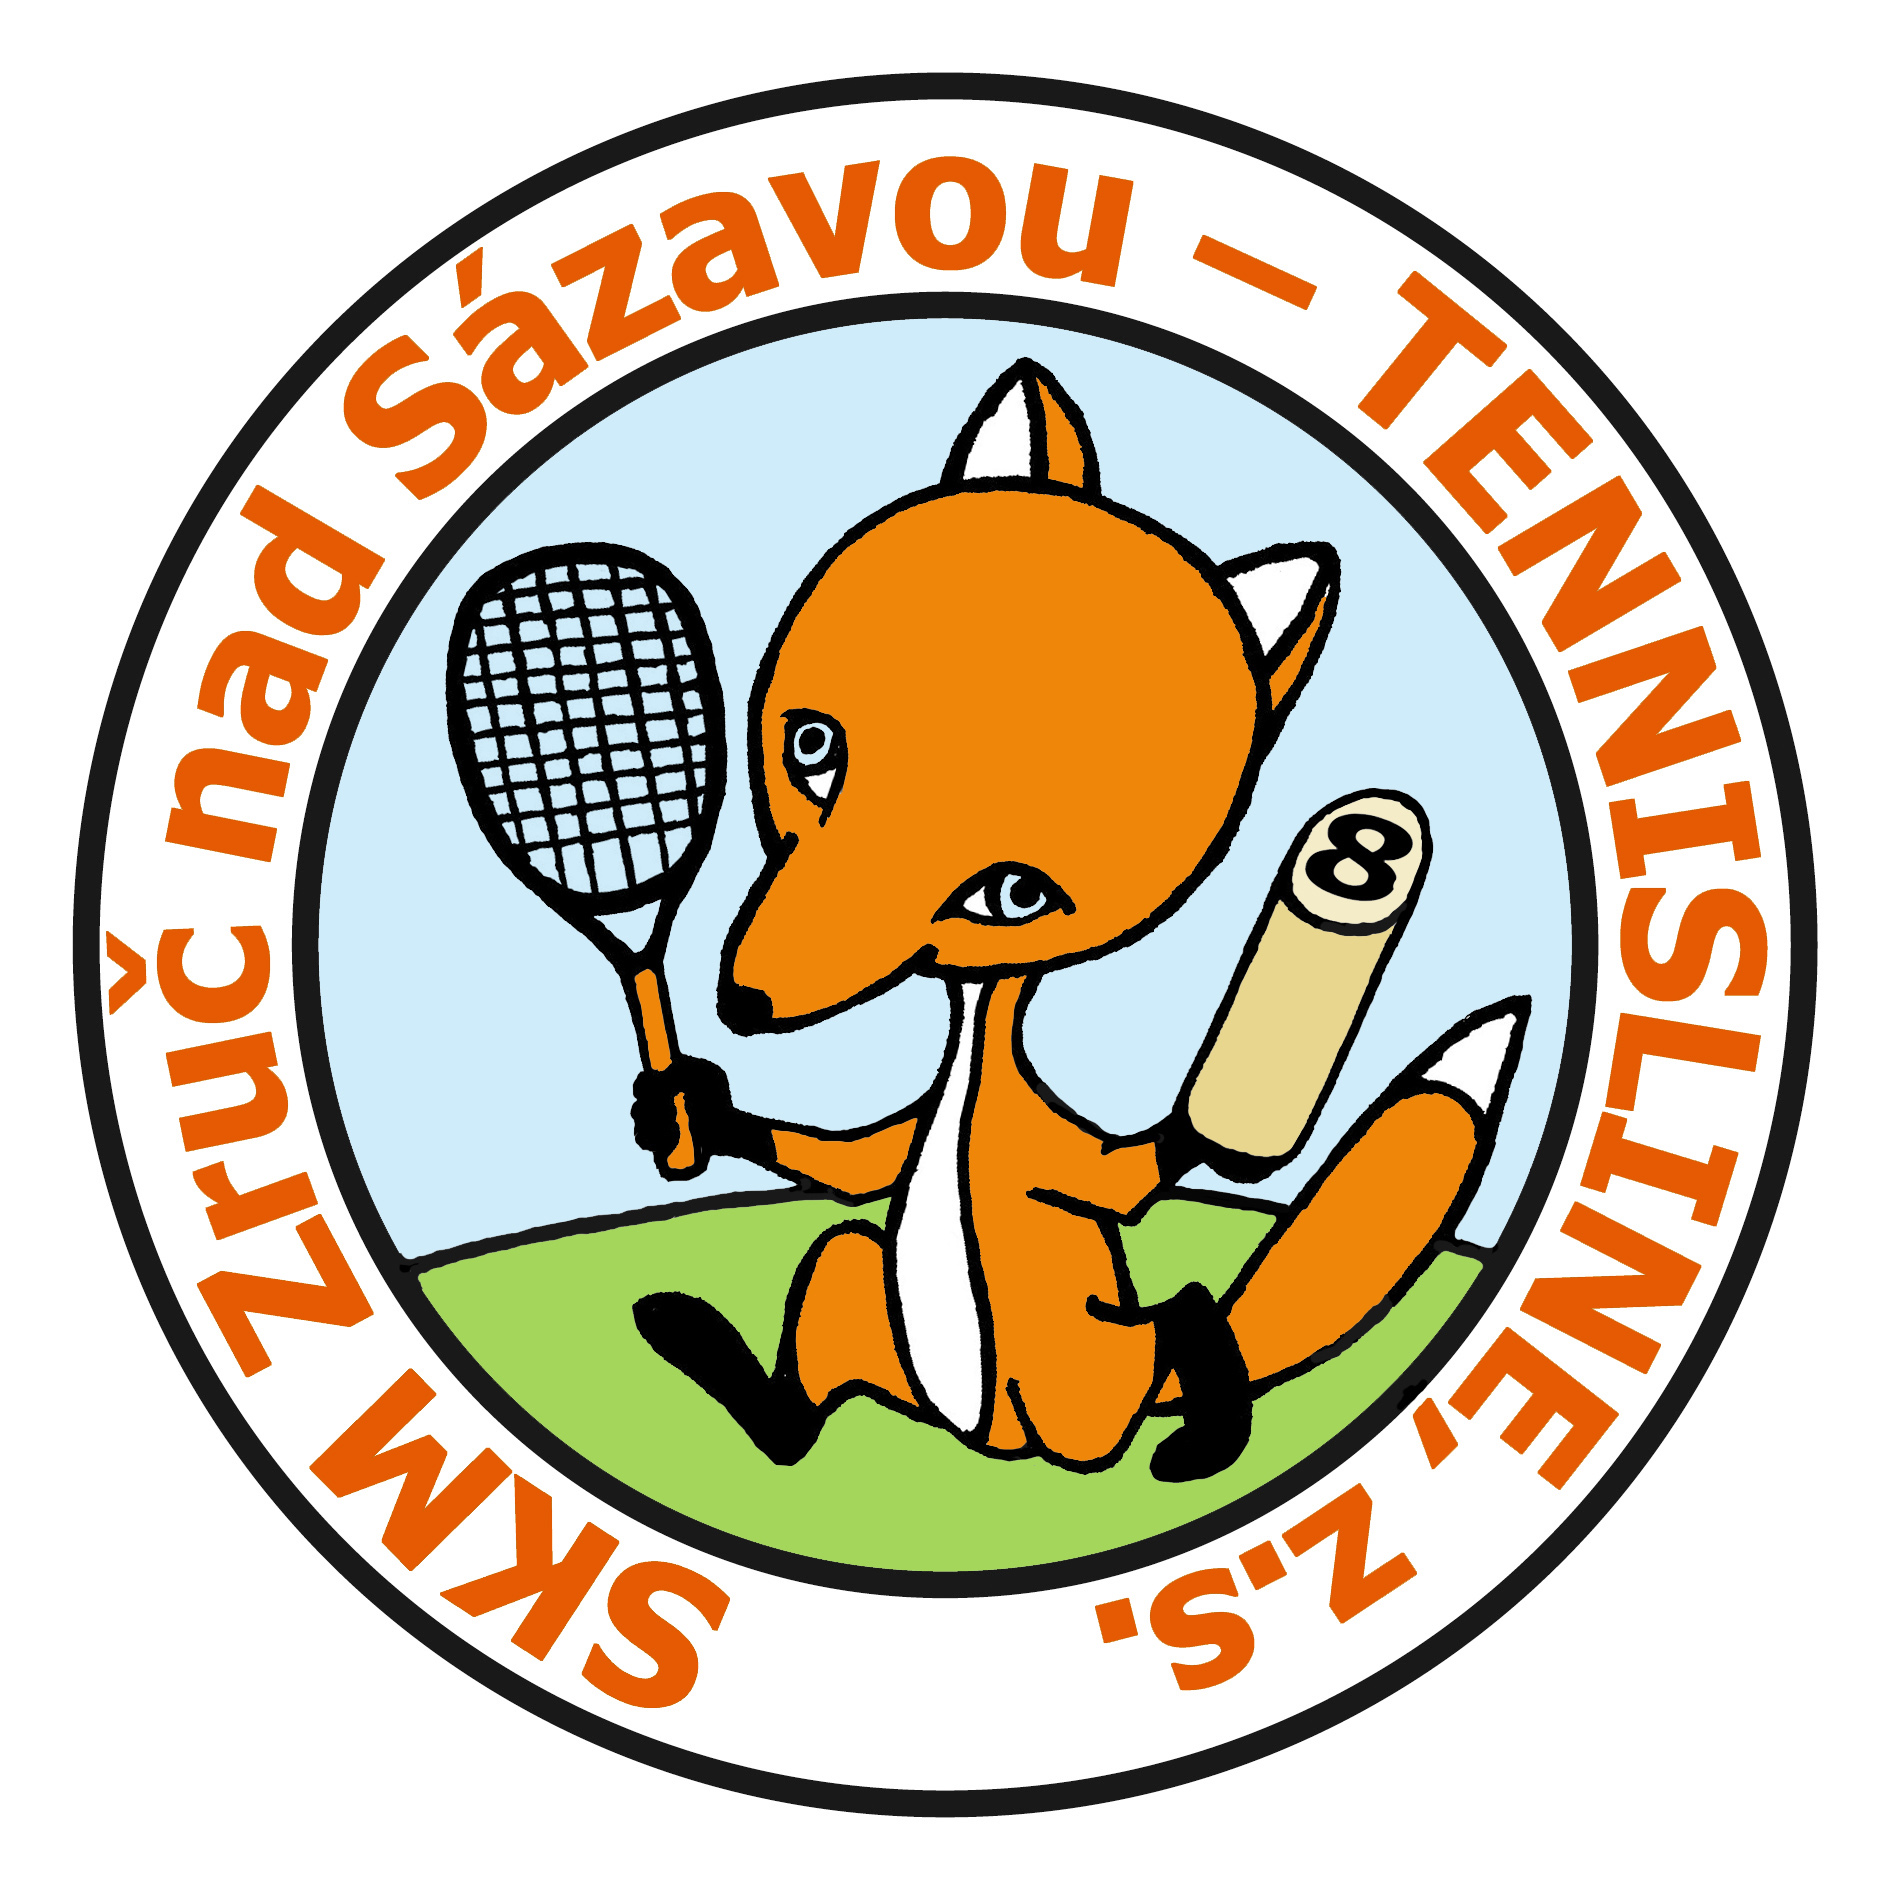 SKM Zruč nad Sázavou – TENNISLINE, z.s.
8